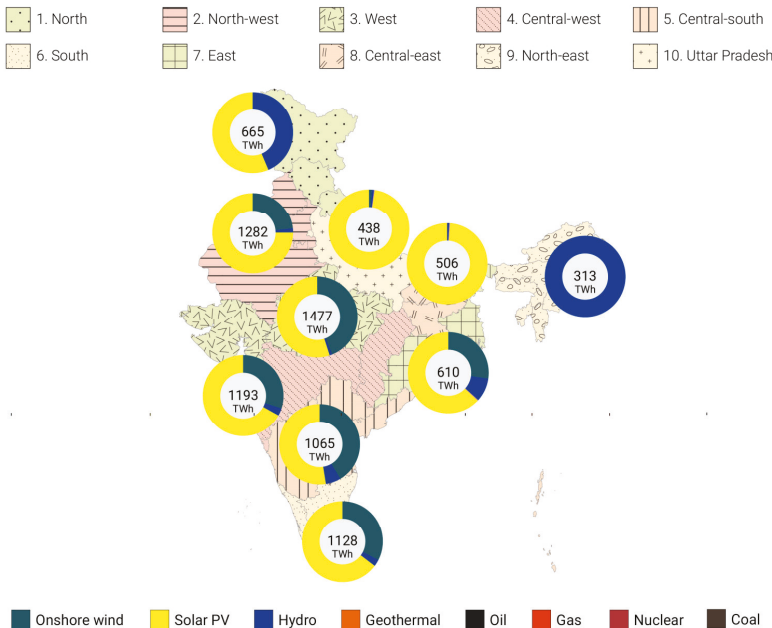 1. North
2. North-west
3. West
4. Central-west
5. Central-south
6. South
7. East
8. Central-east
9. North-east
10. Uttar Pradesh
665
TWh
1282
TWh
438
TWh
506
TWh
313
TWh
1477
TWh
1193
TWh
610
TWh
1065
TWh
1128
TWh
Onshore wind
Solar PV
Hydro
Geothermal
Oil
Gas
Nuclear
Coal